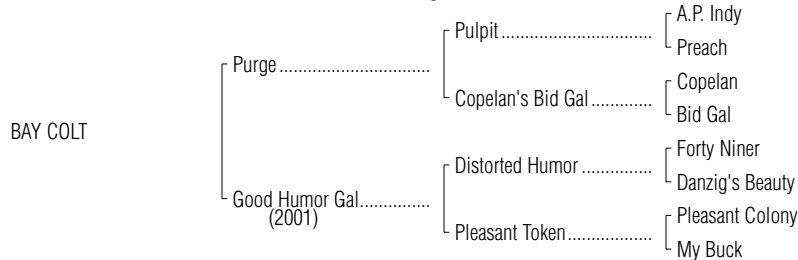 A.P. Indy
Pulpit
Preach
Purge
Copelan
Copelan's Bid Gal
Bid Gal
BAY COLT
Forty Niner
Distorted Humor
Danzig's Beauty
Good Humor Gal
(2001)
Pleasant Colony
Pleasant Token
My Buck